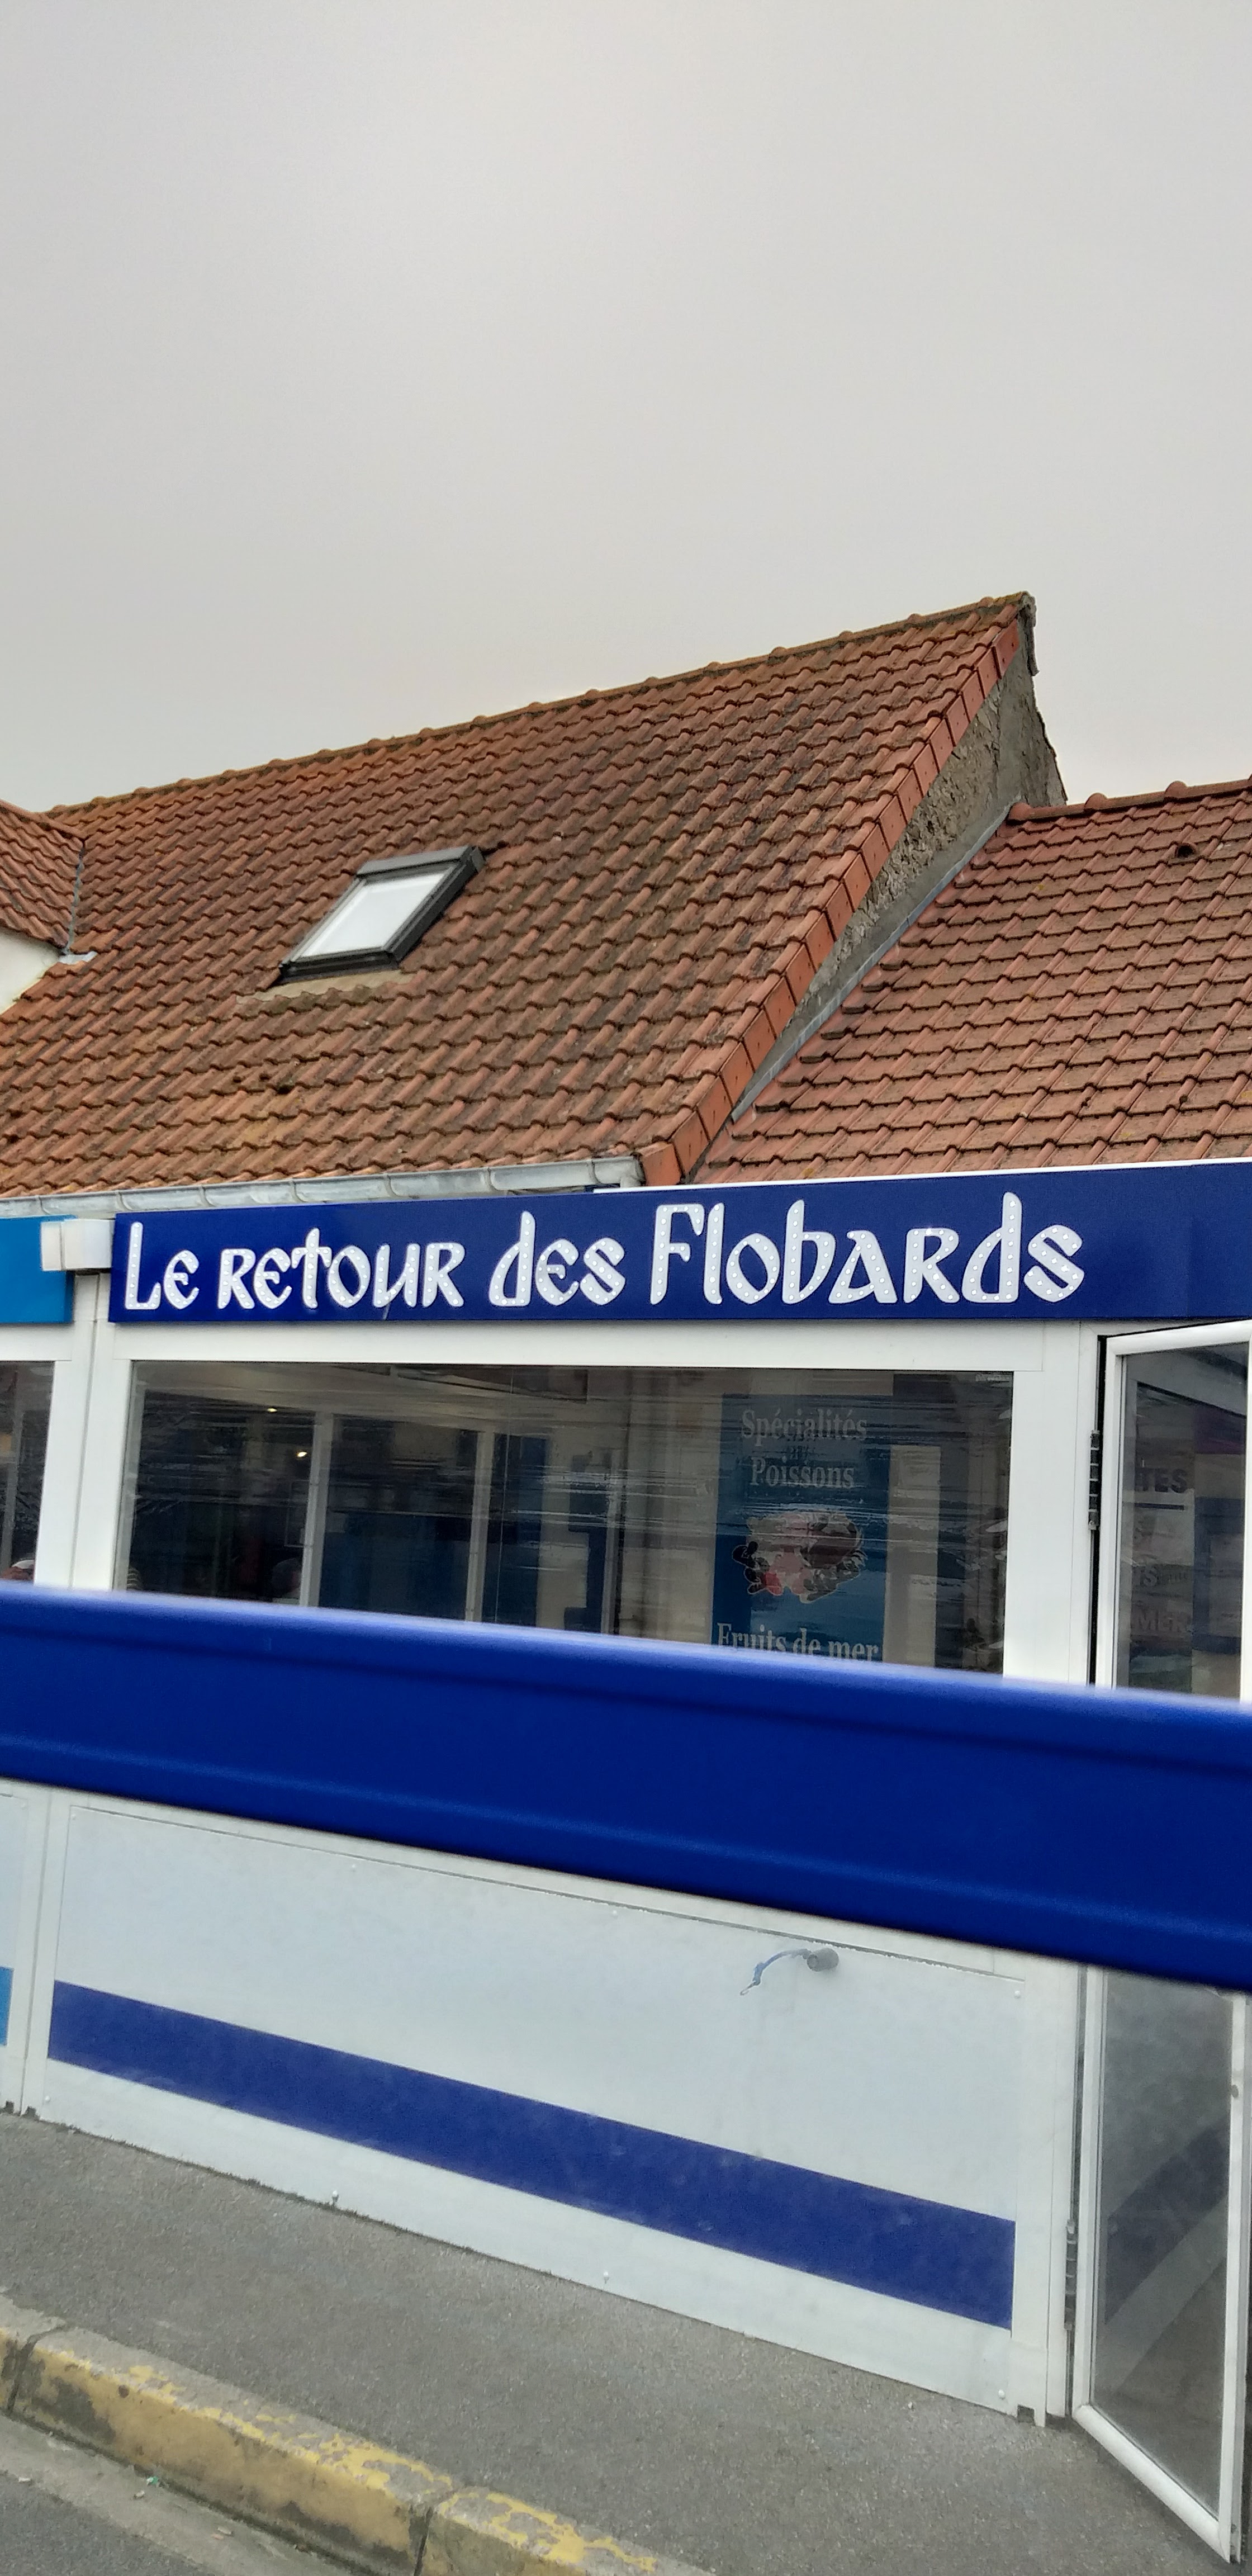 Le retour des Flobards
Spécialités
Poissons
Fruits de mer